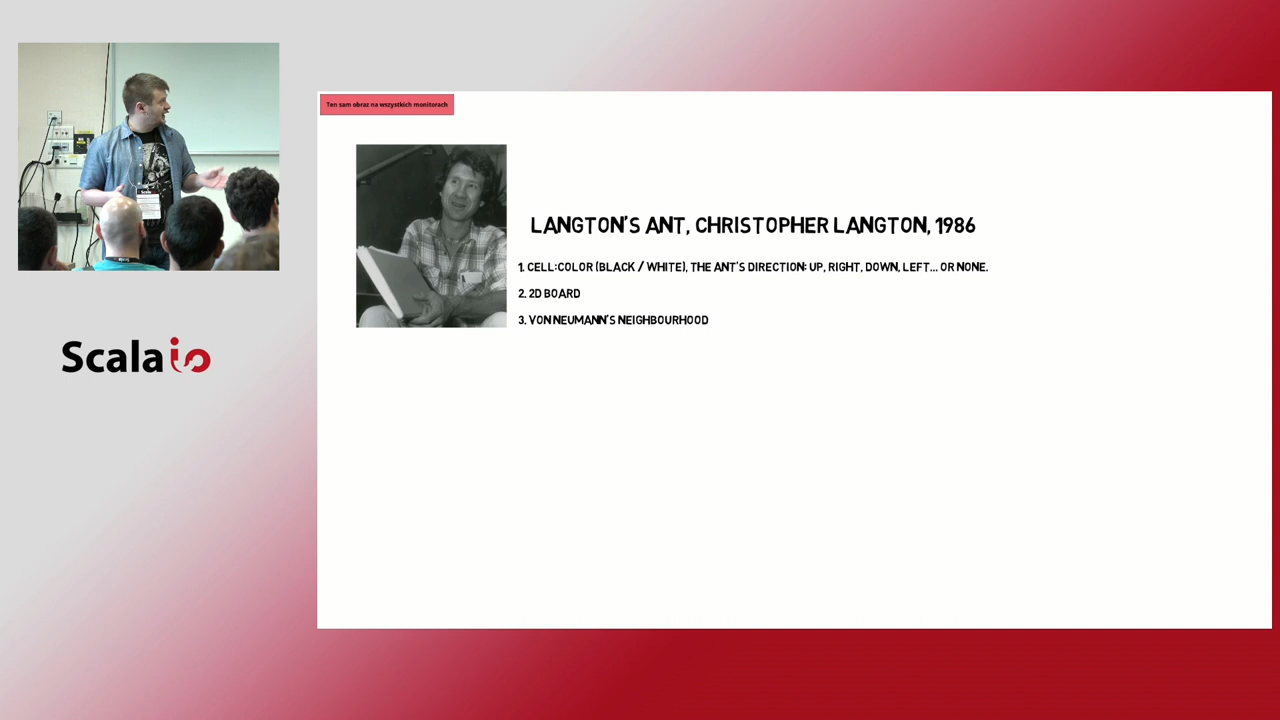 Ten sam obraz na wszystkich monitorach
LANGTON'S ANT, CHRISTOPHER LANGTON, 1986
1. CELL:COLOR (BLACK / WHITE), THE ANT'S DIRECTION: UP, RIGHT, DOWN, LEFT... OR NONE.
2. 2D BOARD
3. VON NEUMANN'S NEIGHBOURHOOD
Scala io
Scala